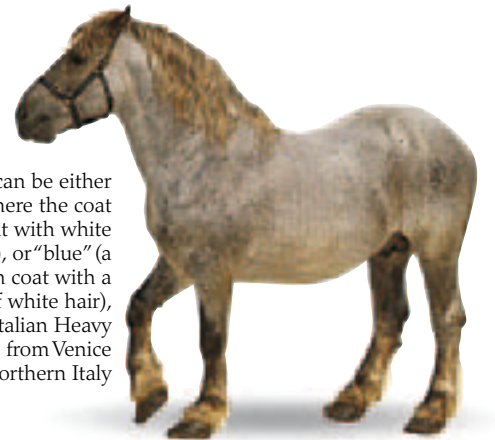 can be either
here the coat
t with white
, or “blue” (a
n coat with a
f white hair),
talian Heavy
from Venice
orthern Italy